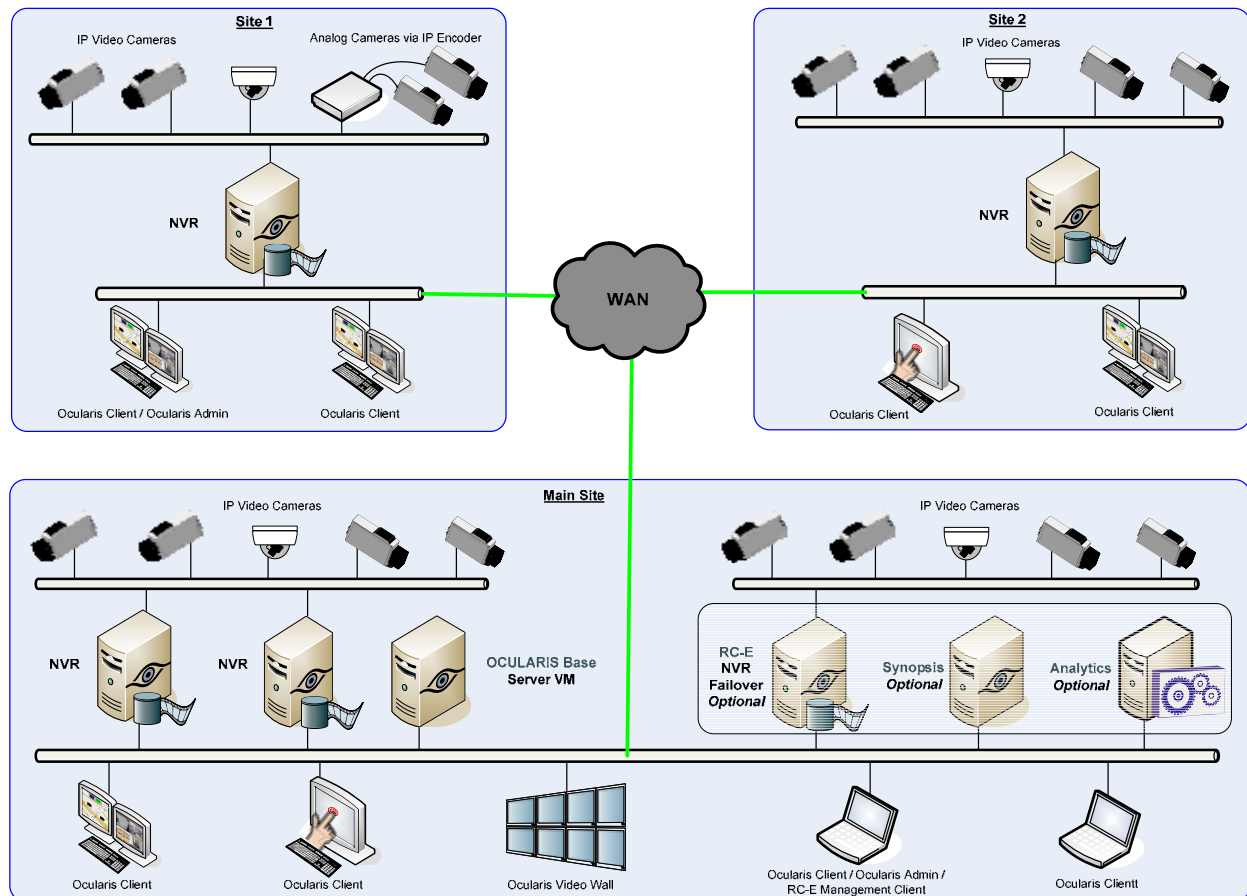 Site 1
IP Video Cameras
Analog Cameras via IP Encoder
NVR
Ocularis Client / Ocularis Admin
Ocularis Client
WAN
Site 2
IP Video Cameras
NVR
Ocularis Client
Ocularis Client
Main Site
IP Video Cameras
IP Video Cameras
NVR
NVR
OCULARIS Base
Server VM
RC-E
NVR
Failover
Optional
Synopsis
Optional
Analytics
Optional
Ocularis Client
Ocularis Client
Ocularis Video Wall
Ocularis Client / Ocularis Admin /
RC-E Management Client
Ocularis Clientt